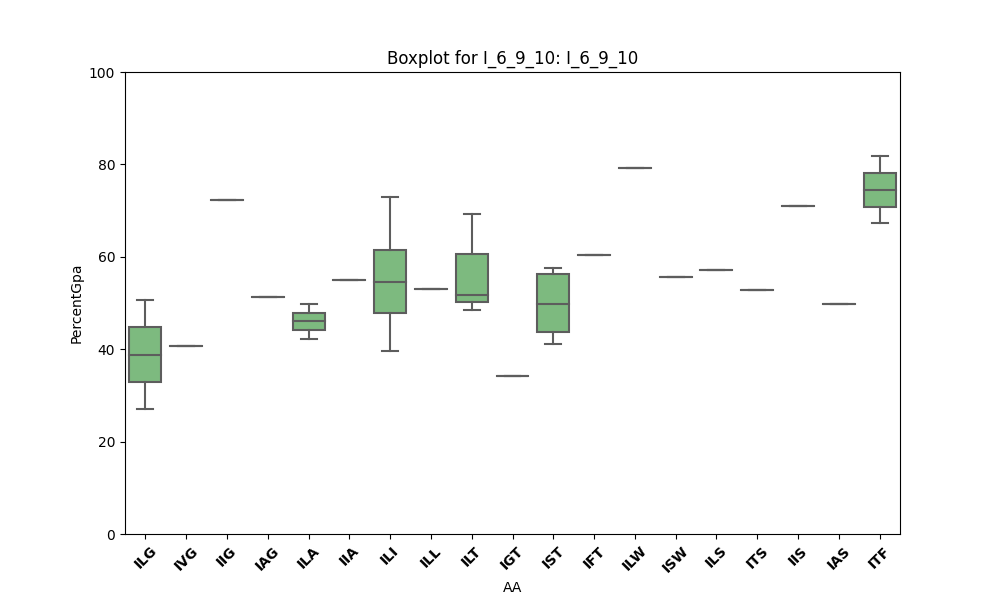 Boxplot for I_6_9_10: I_6_9_10
100
80
60
40
20
0
PercentGpa
ILG IVG IIG IAG ILA IIA ILI ILL ILT IGT IST IFT ILW ISW ILS ITS IIS IAS ITF
AA